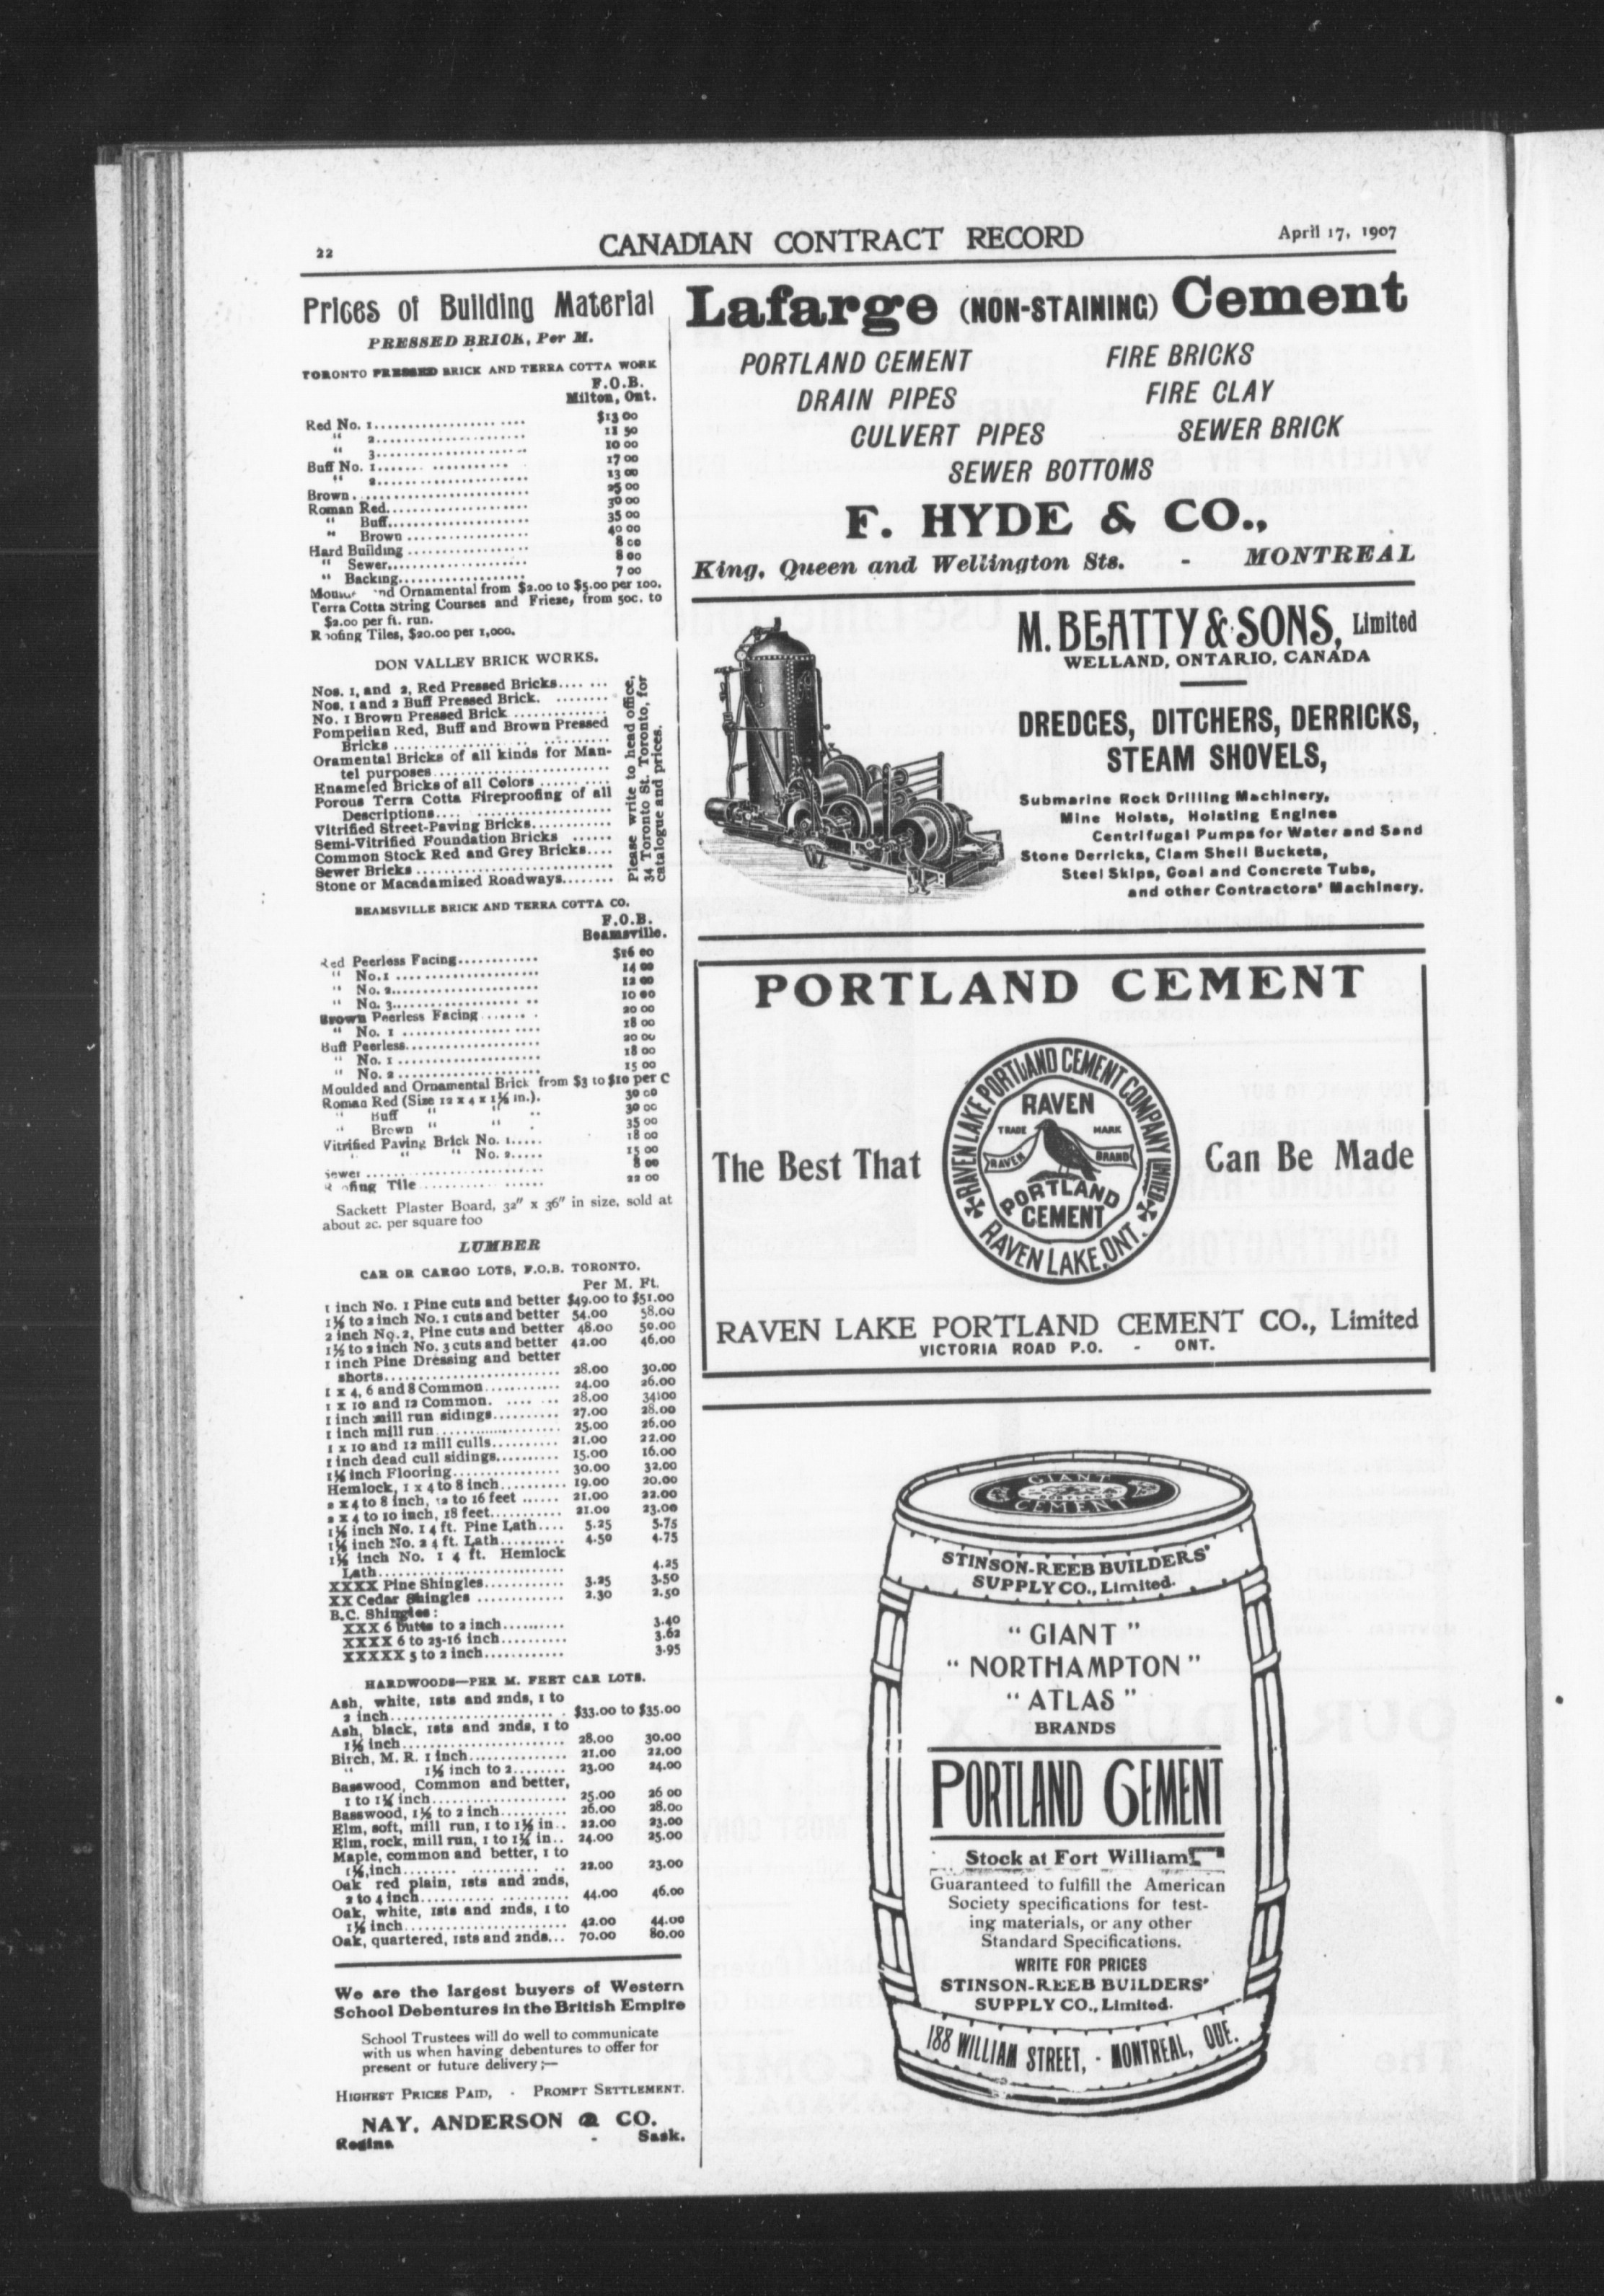 22
CANADIAN CONTRACT RECORD
April 17, 1907
Prices of Building Material
PRESSED BRICK, Per M.
TORONTO PRESSED BRICK AND TERRA COTTA WORK
F.O.B.
Milton, Ont.
Red No. 1.................. .... $13 00
" 2......................... 11 50
" 3......................... 10 00
Buff No. 1...... ....... ........... 17 00
" 2......................... 13 00
Brown. ............................ 25 00
Roman Red........................ 30 00
" Buff........................ 35 00
" Brown .................... 40 00
Hard Building .................... 8 00
" Sewer....................... 8 00
" Backing..................... 7 00
nd Ornamental from $2.00 to $5.00 per 100.
Terra Cotta String Courses and Frieze, from 50c. to
$2.00 per ft. run.
Roofing Tiles, $20.00 per 1,000.
DON VALLEY BRICK WORKS.
Nos. 1, and 2, Red Pressed Bricks.... ...
Nos. 1 and 2 Buff Pressed Brick. .........
No. 1 Brown Pressed Brick ..............
Pompeiian Red, Buff and Brown Pressed
Bricks .................... ...........
Oramental Bricks of all kinds for Man-
tel purposes..........................
Enameled Bricks of all Colors ...........
Porous Terra Cotta Fireproofing of all
Descriptions.... ......................
Vitrified Street-Paving Bricks............
Semi-Vitrified Foundation Bricks ......
Common Stock Red and Grey Bricks....
Sewer Bricks .............................
Stone or Macadamized Roadways........
Please write to head office,
34 Toronto St. Toronto, for
catalogue and prices.
BEAMSVILLE BRICK AND TERRA COTTA CO.
F.O.B.
Beamsville.
Red Peerless Facing............ $16 00
" No.1 ..................... 14 00
" No. 2...................... 12 00
" No. 3.................. .. 10 00
Brown Peerless Facing ...... . 20 00
" No. 1 .................... 18 00
Buff Peerless.................... 20 00
" No. 1 ..................... 18 00
" No. 2 ..................... 15 00
Moulded and Ornamental Brick from $3 to $10 per C
Roman Red (Size 12 x 4 x 1½ in.). 30 00
" Buff " " .. 30 00
" Brown " " . 35 00
Vitrified Paving Brick No. 1..... 18 00
" " No. 2..... 15 00
Sewer .......................... 8 00
Roofing Tile .......... ...... 22 00
Sackett Plaster Board, 32" x 36" in size, sold at
about 2c. per square foo
LUMBER
CAR OR CARGO LOTS, F.O.B. TORONTO.
Per M. Ft.
1 inch No. 1 Pine cuts and better $49.00 to $51.00
1½ to 2 inch No. 1 cuts and better 54.00 58.00
2 inch No. 2, Pine cuts and better 48.00 50.00
1½ to 2 inch No. 3 cuts and better 42.00 46.00
1 inch Pine Dressing and better
shorts.......................... 28.00 30.00
1 x 4, 6 and 8 Common............ 24.00 26.00
1 x 10 and 12 Common. .... ... 28.00 34100
1 inch mill run sidings.......... 27.00 28.00
1 inch mill run................... 25.00 26.00
1 x 10 and 12 mill culls.......... 21.00 22.00
1 inch dead cull sidings.......... 15.00 16.00
1¼ inch Flooring................ 30.00 32.00
Hemlock, 1 x 4 to 8 inch.......... 19.00 20.00
2 x 4 to 8 inch, 12 to 16 feet ...... 21.00 22.00
2 x 4 to 10 inch, 18 feet........... 21.00 23.00
1½ inch No. 1 4 ft. Pine Lath.... 5.25 5.75
1½ inch No. 2 4 ft. Lath.......... 4.50 4.75
1½ inch No. 1 4 ft. Hemlock
Lath............................ 4.25
XXXX Pine Shingles............ 3.25 3.50
XX Cedar Shingles ............. 2.30 2.50
B.C. Shingles:
XXX 6 butts to 2 inch......... 3.40
XXXX 6 to 23-16 inch.......... 3.62
XXXXX 5 to 2 inch............ 3.95
HARDWOODS—PER M. FEET CAR LOTS.
Ash, white, 1sts and 2nds, 1 to
2 inch.......................... $33.00 to $35.00
Ash, black, 1sts and 2nds, 1 to
1½ inch........................ 28.00 30.00
Birch, M. R. 1 inch............... 21.00 22.00
" 1½ inch to 2........ 23.00 24.00
Basswood, Common and better,
1 to 1½ inch.................... 25.00 26 00
Basswood, 1½ to 2 inch.......... 26.00 28.00
Elm, soft, mill run, 1 to 1½ in.. 22.00 23.00
Elm, rock, mill run, 1 to 1½ in.. 24.00 25.00
Maple, common and better, 1 to
1½ inch........ .......... .. 22.00 23.00
Oak red plain, 1sts and 2nds,
2 to 4 inch........... .......... 44.00 46.00
Oak, white, 1sts and 2nds, 1 to
1½ inch........................ 42.00 44.00
Oak, quartered, 1sts and 2nds... 70.00 80.00
We are the largest buyers of Western
School Debentures in the British Empire
School Trustees will do well to communicate
with us when having debentures to offer for
present or future delivery:—
HIGHEST PRICES PAID, - PROMPT SETTLEMENT.
NAY, ANDERSON & CO.
Regina - Sask.
Lafarge (NON-STAINING) Cement
PORTLAND CEMENT FIRE BRICKS
DRAIN PIPES FIRE CLAY
CULVERT PIPES SEWER BRICK
SEWER BOTTOMS
F. HYDE & CO.,
King, Queen and Wellington Sts. - MONTREAL
M. BEATTY & SONS, Limited
WELLAND, ONTARIO, CANADA
DREDGES, DITCHERS, DERRICKS,
STEAM SHOVELS,
Submarine Rock Drilling Machinery,
Mine Hoists, Hoisting Engines
Centrifugal Pumps for Water and Sand
Stone Derricks, Clam Shell Buckets,
Steel Skips, Coal and Concrete Tubs,
and other Contractors' Machinery.
PORTLAND CEMENT
The Best That
RAVEN LAKE PORTLAND CEMENT COMPANY LIMITED
RAVEN LAKE, ONT.
RAVEN
TRADE MARK
RAVEN BRAND
PORTLAND
CEMENT
Can Be Made
RAVEN LAKE PORTLAND CEMENT CO., Limited
VICTORIA ROAD P.O. - ONT.
GIANT
CEMENT
STINSON-REEB BUILDERS'
SUPPLY CO., Limited.
"GIANT"
"NORTHAMPTON"
"ATLAS"
BRANDS
PORTLAND CEMENT
Stock at Fort William
Guaranteed to fulfill the American
Society specifications for test-
ing materials, or any other
Standard Specifications.
WRITE FOR PRICES
STINSON-REEB BUILDERS'
SUPPLY CO., Limited.
188 WILLIAM STREET, - MONTREAL, QUE.